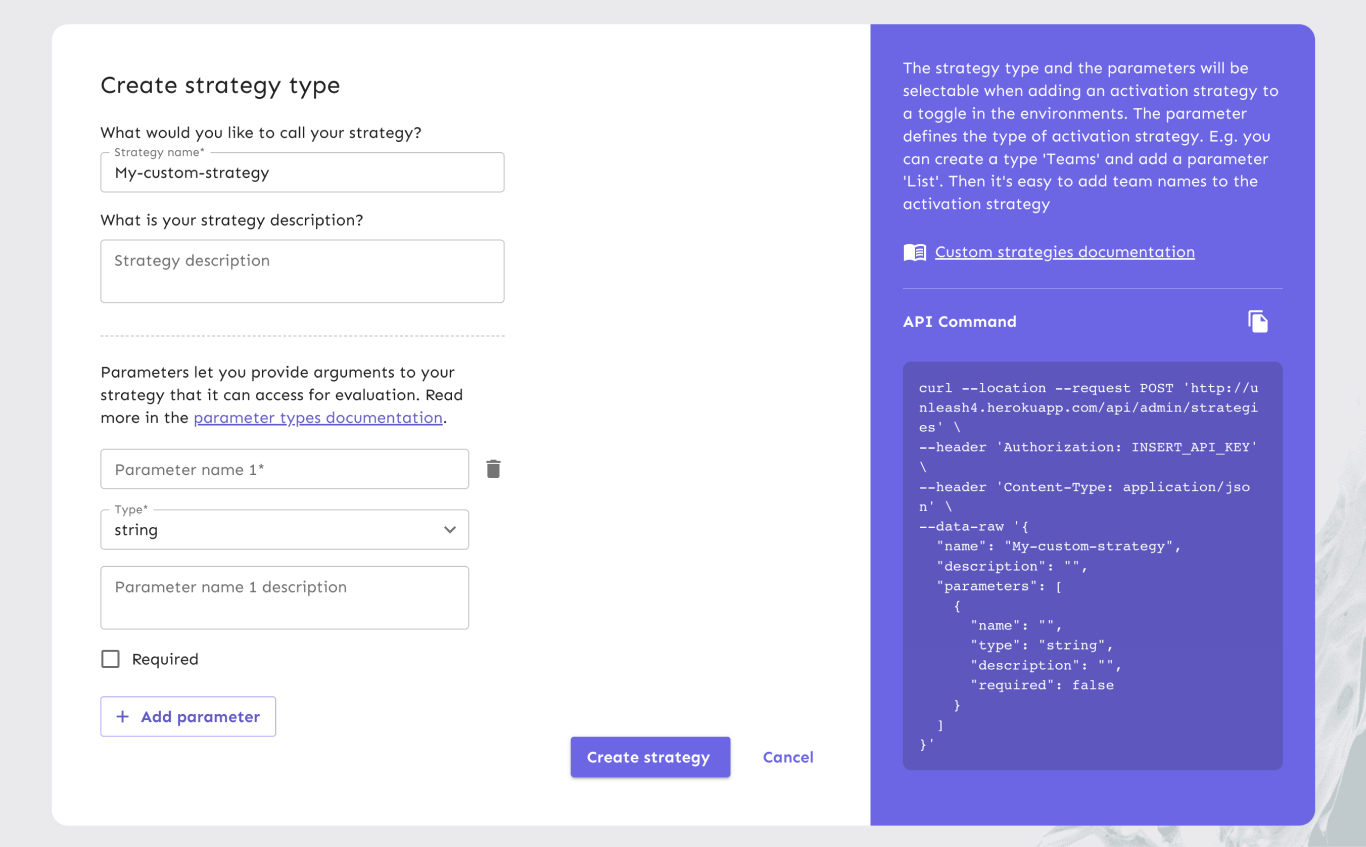 Create strategy type
What would you like to call your strategy?
Strategy name*
My-custom-strategy
What is your strategy description?
Strategy description
Parameters let you provide arguments to your
strategy that it can access for evaluation. Read
more in the parameter types documentation.
Parameter name 1*
Type*
string
Parameter name 1 description
Required
+ Add parameter
Create strategy
Cancel
The strategy type and the parameters will be
selectable when adding an activation strategy to
a toggle in the environments. The parameter
defines the type of activation strategy. E.g. you
can create a type 'Teams' and add a parameter
'List'. Then it's easy to add team names to the
activation strategy
Custom strategies documentation
API Command
curl --location --request POST 'http://u
nleash4.herokuapp.com/api/admin/strategi
es' \
--header 'Authorization: INSERT_API_KEY'
\
--header 'Content-Type: application/jso
n' \
--data-raw '{
  "name": "My-custom-strategy",
  "description": "",
  "parameters": [
    {
      "name": "",
      "type": "string",
      "description": "",
      "required": false
    }
  ]
}'